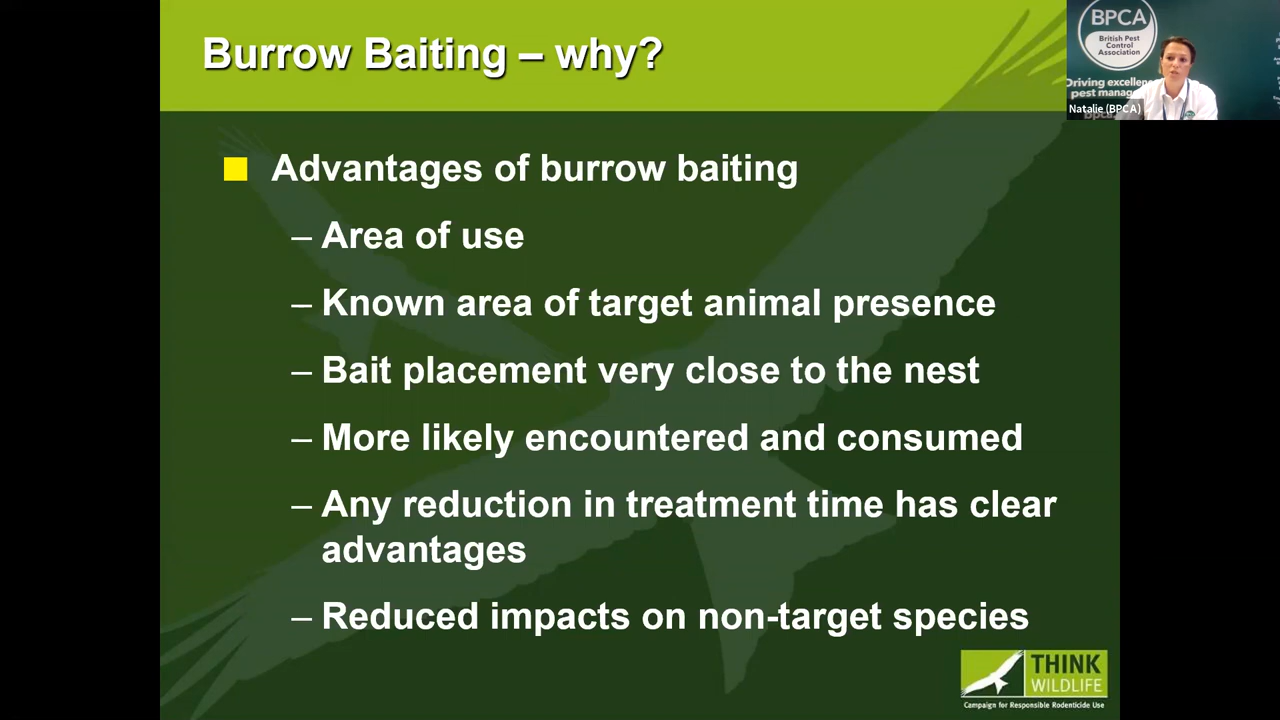 Burrow Baiting – why?
Advantages of burrow baiting
– Area of use
– Known area of target animal presence
– Bait placement very close to the nest
– More likely encountered and consumed
– Any reduction in treatment time has clear
advantages
– Reduced impacts on non-target species
THINK
WILDLIFE
Campaign for Responsible Rodenticide Use
BPCA
British Pest
Control
Association
Driving excellen
pest manag
Natalie (BPCA)